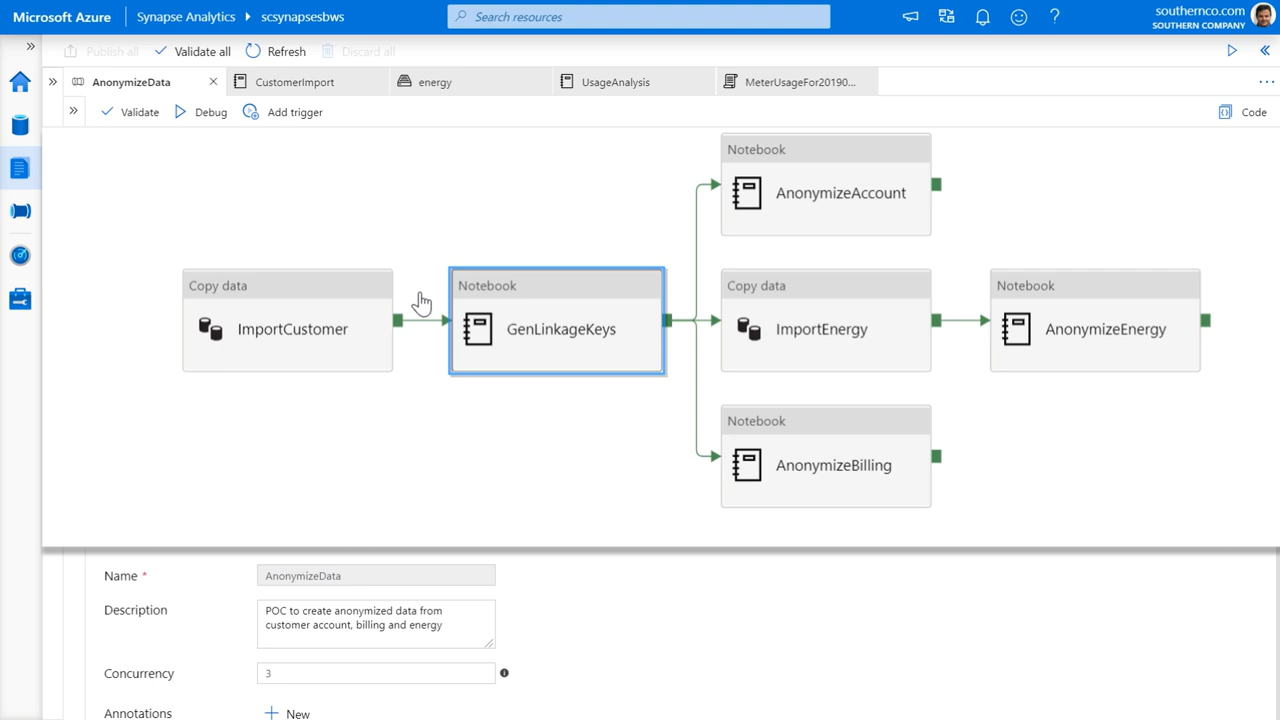 Microsoft Azure
Synapse Analytics
scsynapsesbws
Search resources
southernco.com
SOUTHERN COMPANY
Publish all
Validate all
Refresh
Discard all
AnonymizeData
CustomerImport
energy
UsageAnalysis
MeterUsageFor20190...
Validate
Debug
Add trigger
Code
Notebook
AnonymizeAccount
Copy data
ImportCustomer
Notebook
GenLinkageKeys
Copy data
ImportEnergy
Notebook
AnonymizeEnergy
Notebook
AnonymizeBilling
Name *
AnonymizeData
Description
POC to create anonymized data from
customer account, billing and energy
Concurrency
3
Annotations
New